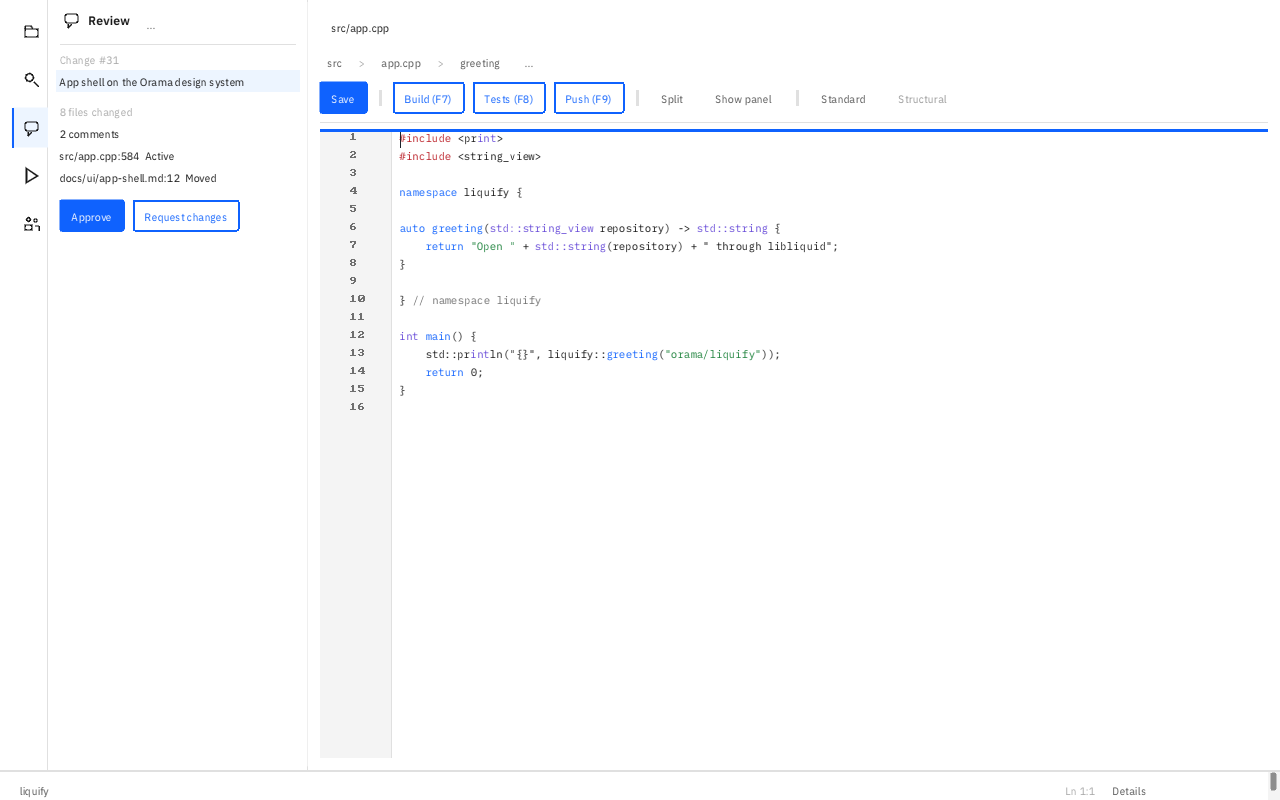 Review ...
Change #31
App shell on the Orama design system
8 files changed
2 comments
src/app.cpp:584 Active
docs/ui/app-shell.md:12 Moved
Approve Request changes
src/app.cpp
src > app.cpp > greeting ...
Save Build (F7) Tests (F8) Push (F9) Split Show panel Standard Structural
1 #include <print>
2 #include <string_view>
3
4 namespace liquify {
5
6 auto greeting(std::string_view repository) -> std::string {
7 return "Open " + std::string(repository) + " through libliquid";
8 }
9
10 } // namespace liquify
11
12 int main() {
13 std::println("{}", liquify::greeting("orama/liquify"));
14 return 0;
15 }
16
liquify Ln 1:1 Details